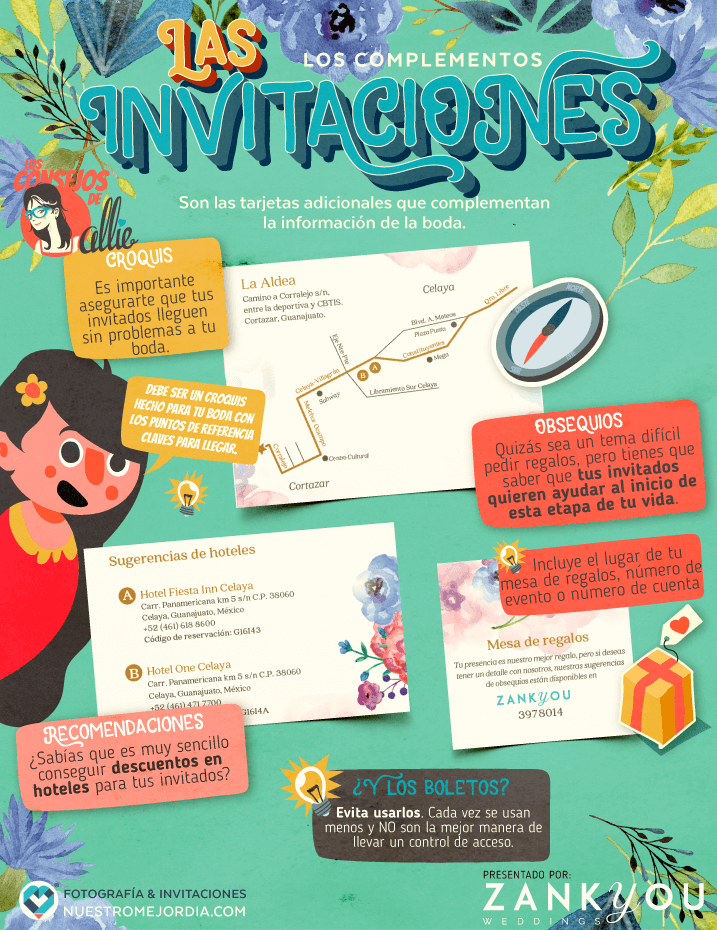 LAS
LOS COMPLEMENTOS
INVITACIONES
LOS
CONSEJOS
DE
allie
Son las tarjetas adicionales que complementan
la información de la boda.
CROQUIS
Es importante
asegurarte que tus
invitados lleguen
sin problemas a tu
boda.
La Aldea
Camino a Corralejo s/n,
entre la deportiva y CBTIS.
Cortazar, Guanajuato.
Celaya
Qro. Libre
Blvd. A. Mateos
Plaza Punta
Constituyentes
Mega
Eje Nor-Pte
A
B
Celaya-Villagrán
Libramiento Sur Celaya
Subway
Melchor Ocampo
Corralejo
Centro Cultural
Cortazar
DEBE SER UN CROQUIS
HECHO PARA TU BODA CON
LOS PUNTOS DE REFERENCIA
CLAVES PARA LLEGAR.
OBSEQUIOS
Quizás sea un tema difícil
pedir regalos, pero tienes que
saber que tus invitados
quieren ayudar al inicio de
esta etapa de tu vida.
Sugerencias de hoteles
A Hotel Fiesta Inn Celaya
Carr. Panamericana km 5 s/n C.P. 38060
Celaya, Guanajuato, México
+52 (461) 618 8600
Código de reservación: G16143
B Hotel One Celaya
Carr. Panamericana km 5 s/n C.P. 38060
Celaya, Guanajuato, México
+52 (461) 471 7700
G1614A
Incluye el lugar de tu
mesa de regalos, número de
evento o número de cuenta
Mesa de regalos
Tu presencia es nuestro mejor regalo, pero si deseas
tener un detalle con nosotros, nuestras sugerencias
de obsequios están disponibles en
ZANKYOU
3978014
RECOMENDACIONES
¿Sabías que es muy sencillo
conseguir descuentos en
hoteles para tus invitados?
¿Y LOS BOLETOS?
Evita usarlos. Cada vez se usan
menos y NO son la mejor manera de
llevar un control de acceso.
FOTOGRAFÍA & INVITACIONES
NUESTROMEJORDIA.COM
PRESENTADO POR:
ZANKYOU
WEDDINGS